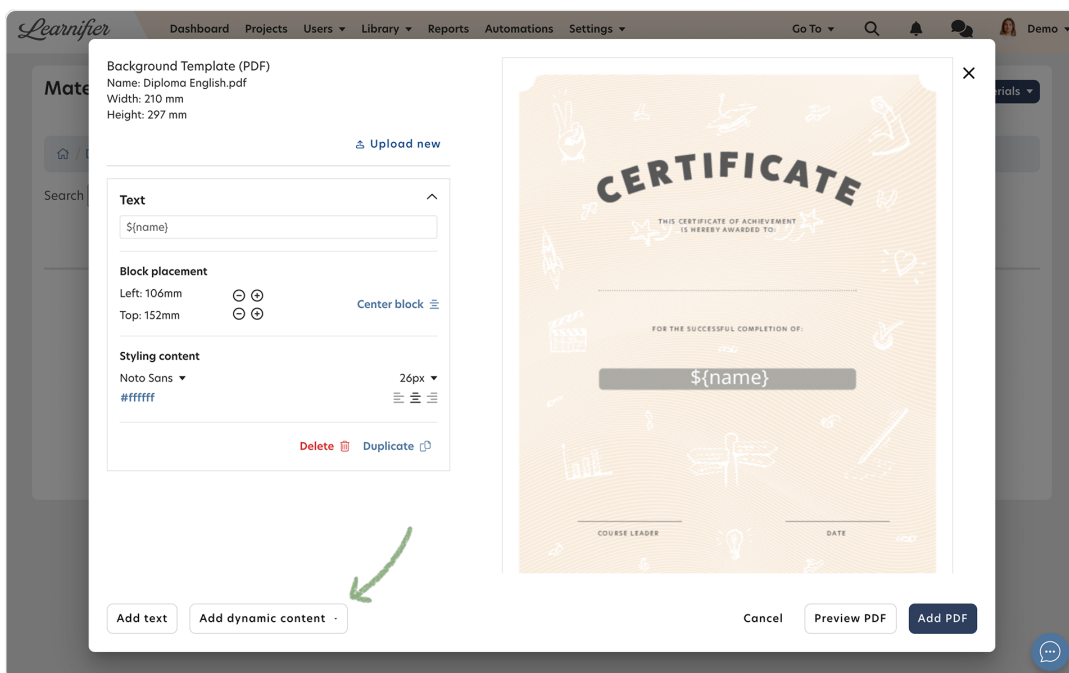 Learnifier
Dashboard Projects Users Library Reports Automations Settings Go To Demo
Background Template (PDF)
Name: Diploma English.pdf
Width: 210 mm
Height: 297 mm
Upload new
Mate
rials
Search
Text
${name}
Block placement
Left: 106mm
Top: 152mm
Center block
Styling content
Noto Sans 26px
#ffffff
Delete Duplicate
CERTIFICATE
THIS CERTIFICATE OF ACHIEVEMENT
IS HEREBY AWARDED TO:
FOR THE SUCCESSFUL COMPLETION OF:
${name}
COURSE LEADER DATE
Add text Add dynamic content - Cancel Preview PDF Add PDF